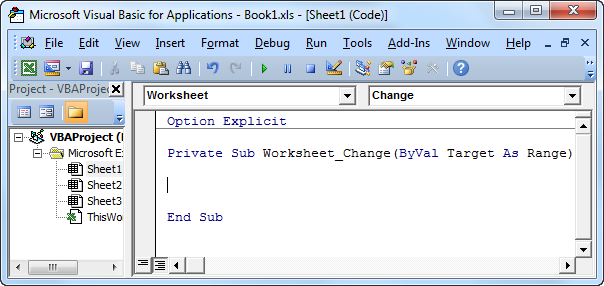 Microsoft Visual Basic for Applications - Book1.xls - [Sheet1 (Code)]
File Edit View Insert Format Debug Run Tools Add-Ins Window Help
Project - VBAProjec
Worksheet Change
VBAProject (
Microsoft Ex
Sheet1
Sheet2
Sheet3
ThisWo
Option Explicit
Private Sub Worksheet_Change(ByVal Target As Range)
End Sub